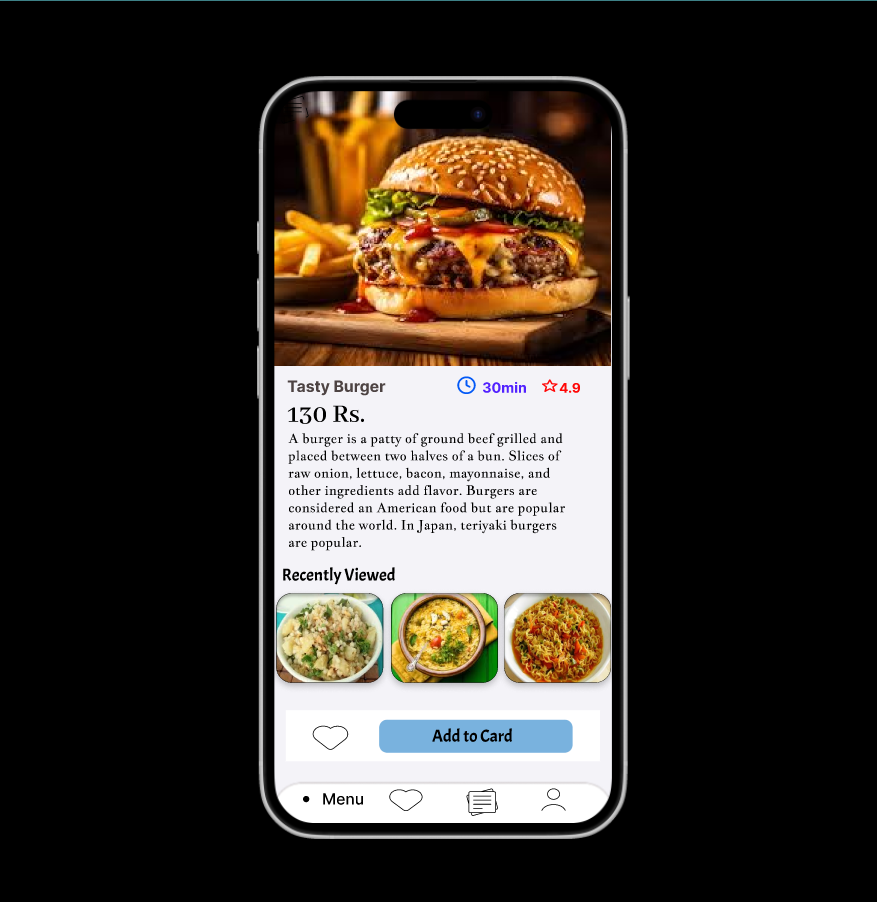 Tasty Burger 30min 4.9
130 Rs.
A burger is a patty of ground beef grilled and
placed between two halves of a bun. Slices of
raw onion, lettuce, bacon, mayonnaise, and
other ingredients add flavor. Burgers are
considered an American food but are popular
around the world. In Japan, teriyaki burgers
are popular.
Recently Viewed
Add to Card
Menu